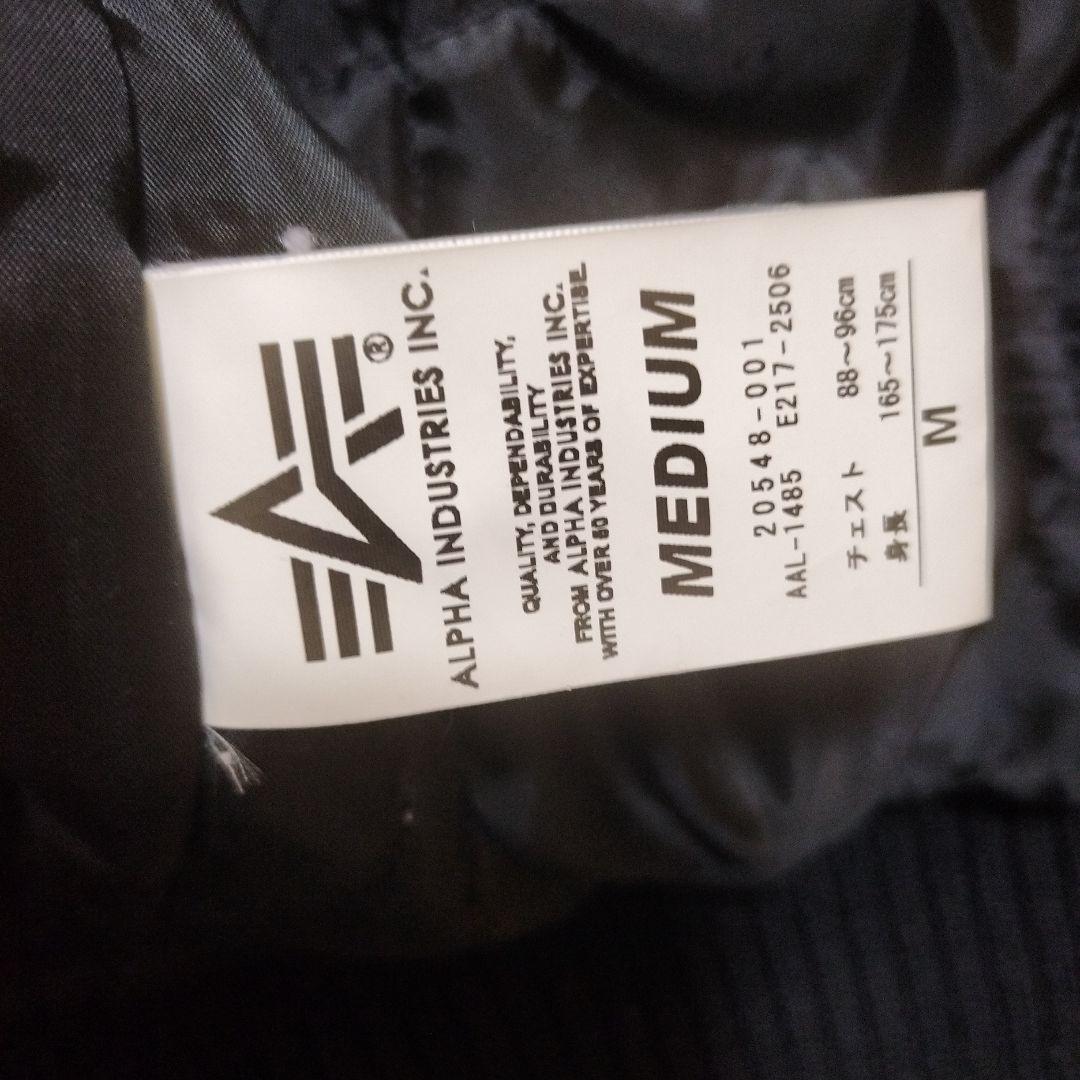 ®
ALPHA INDUSTRIES INC.
QUALITY, DEPENDABILITY,
AND DURABILITY
FROM ALPHA INDUSTRIES INC.
WITH OVER 50 YEARS OF EXPERTISE.
MEDIUM
20548-001
AAL-1485 E217-2506
チェスト 88～96cm
身長 165～175cm
M